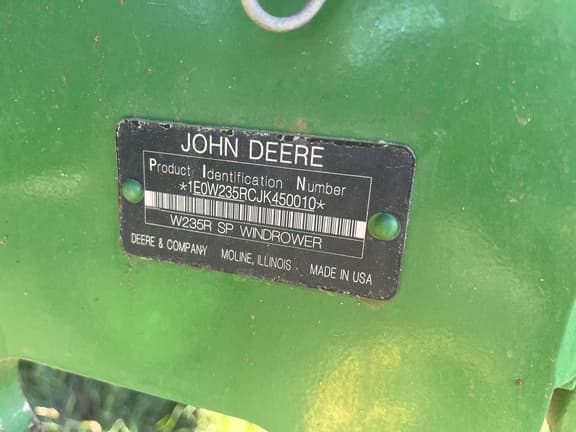 JOHN DEERE
Product Identification Number
*1E0W235RCJK450010*
W235R SP WINDROWER
DEERE & COMPANY MOLINE, ILLINOIS MADE IN USA